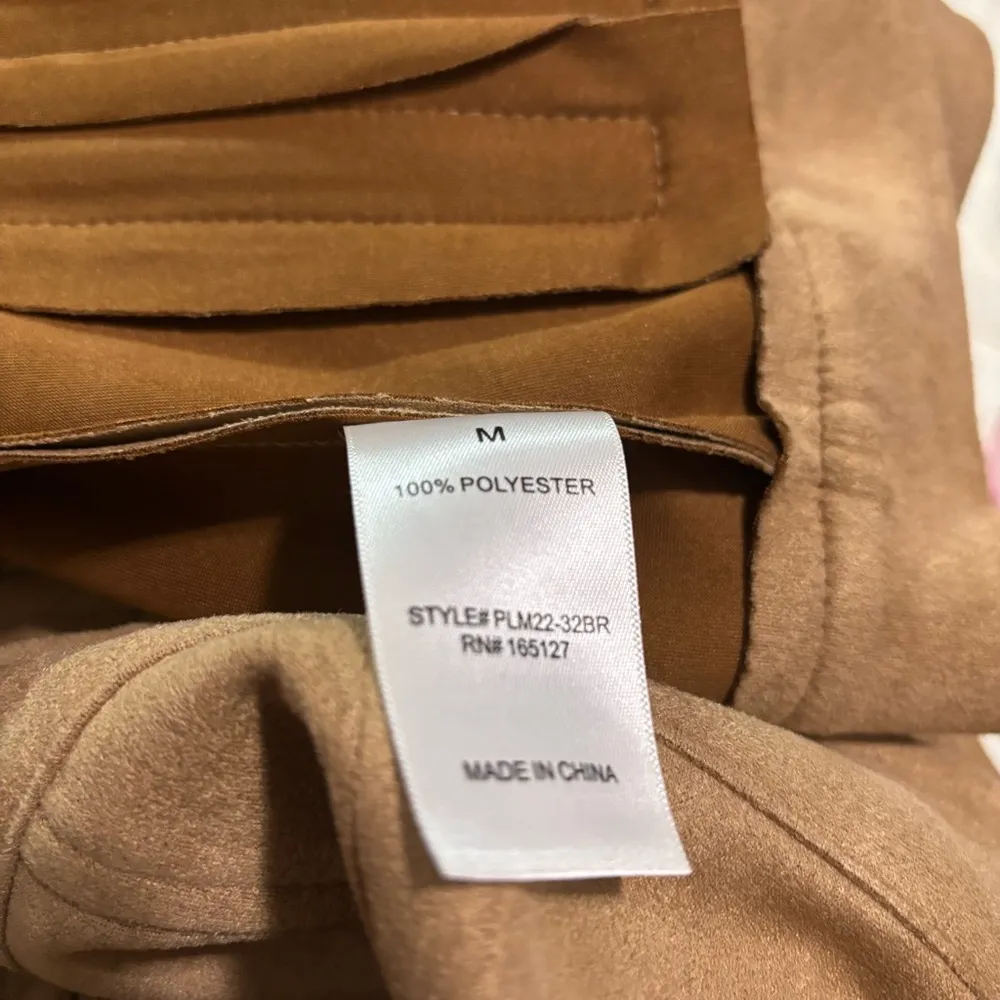 M
100% POLYESTER
STYLE# PLM22-32BR
RN# 165127
MADE IN CHINA